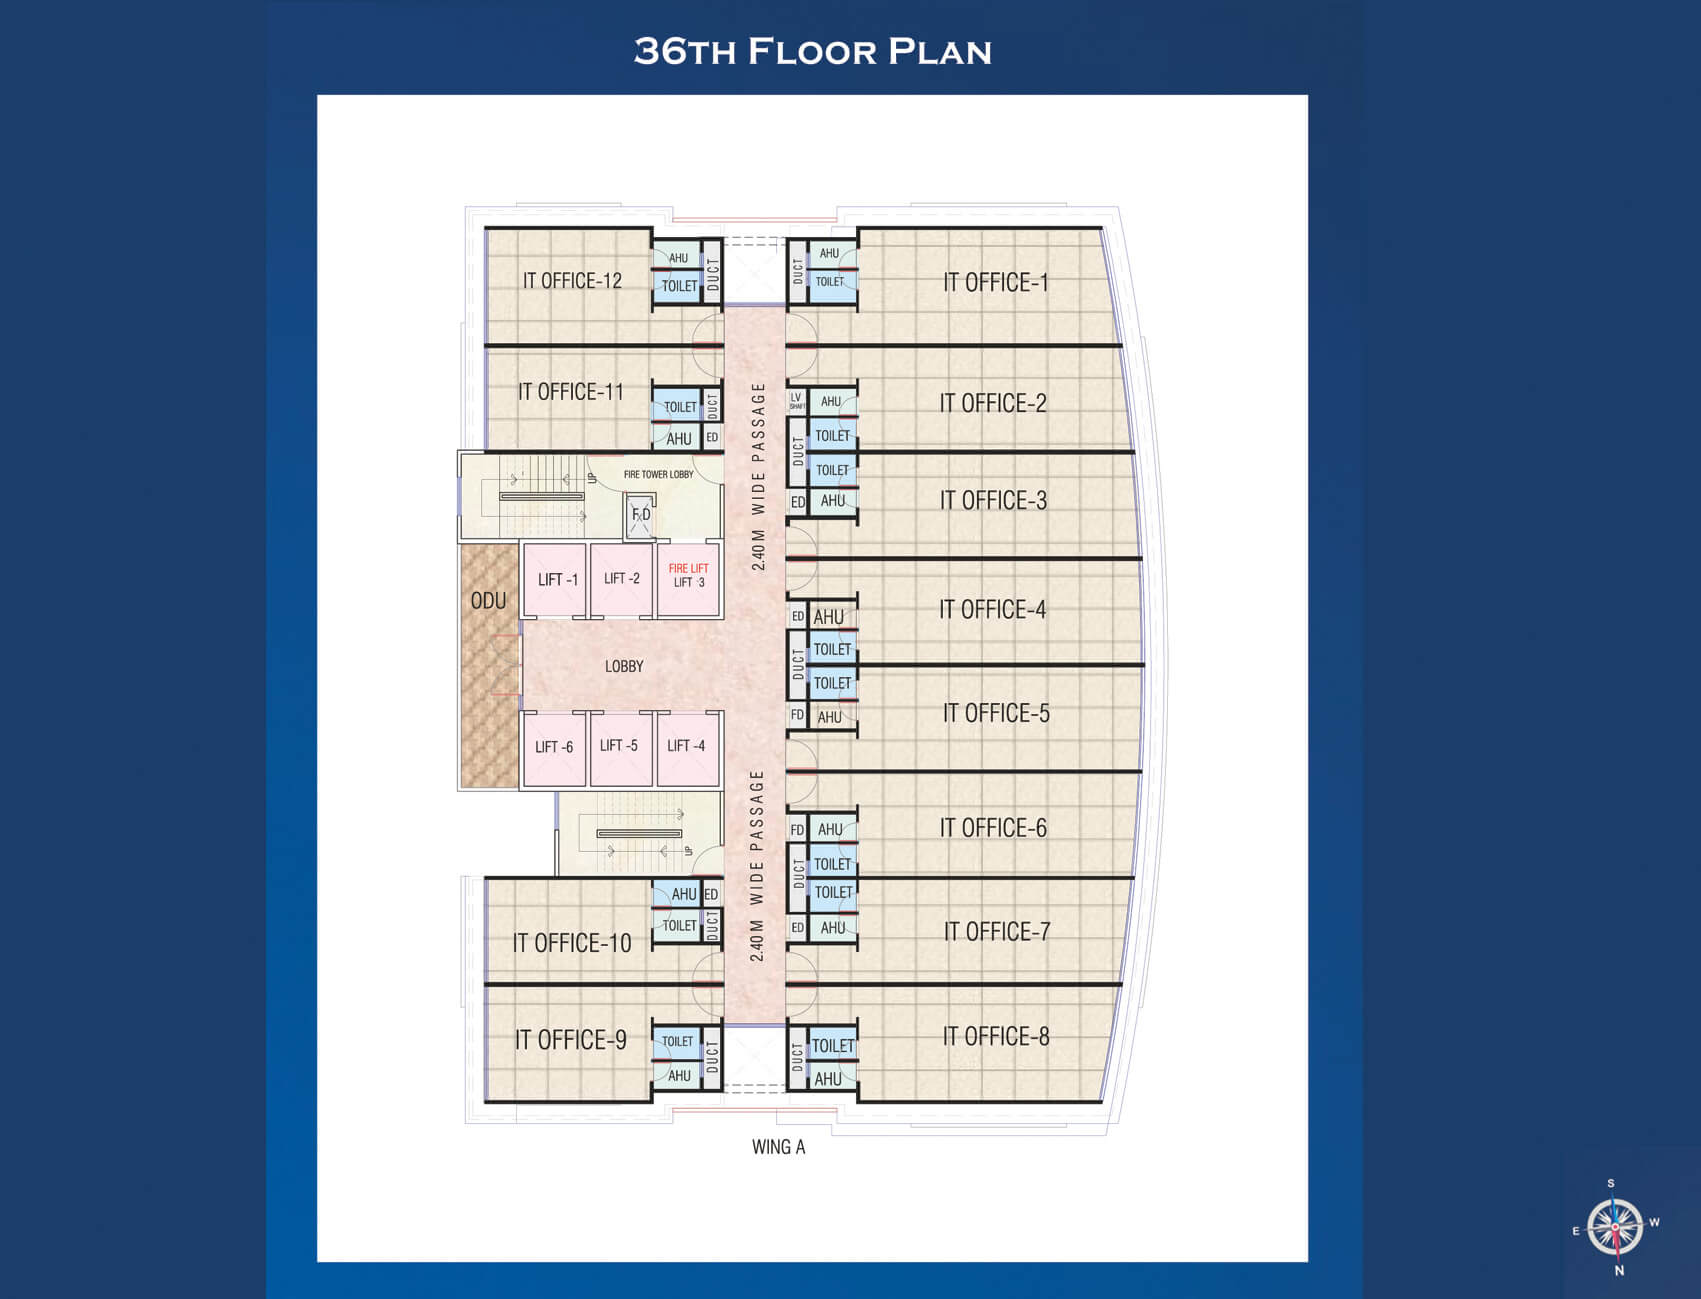 36TH FLOOR PLAN
IT OFFICE-12
AHU
TOILET
DUCT
DUCT
AHU
TOILET
IT OFFICE-1
IT OFFICE-11
TOILET
AHU
DUCT
ED
2.40 M WIDE PASSAGE
LV
SHAFT
AHU
TOILET
DUCT
IT OFFICE-2
TOILET
AHU
ED
IT OFFICE-3
UP
FIRE TOWER LOBBY
F D
LIFT -1
LIFT -2
FIRE LIFT
LIFT -3
ODU
LOBBY
ED
AHU
TOILET
DUCT
IT OFFICE-4
TOILET
FD
AHU
IT OFFICE-5
LIFT -6
LIFT -5
LIFT -4
2.40 M WIDE PASSAGE
UP
FD
AHU
TOILET
DUCT
IT OFFICE-6
TOILET
ED
AHU
IT OFFICE-7
IT OFFICE-10
AHU
ED
TOILET
DUCT
IT OFFICE-9
TOILET
AHU
DUCT
DUCT
TOILET
AHU
IT OFFICE-8
WING A
S
E
W
N